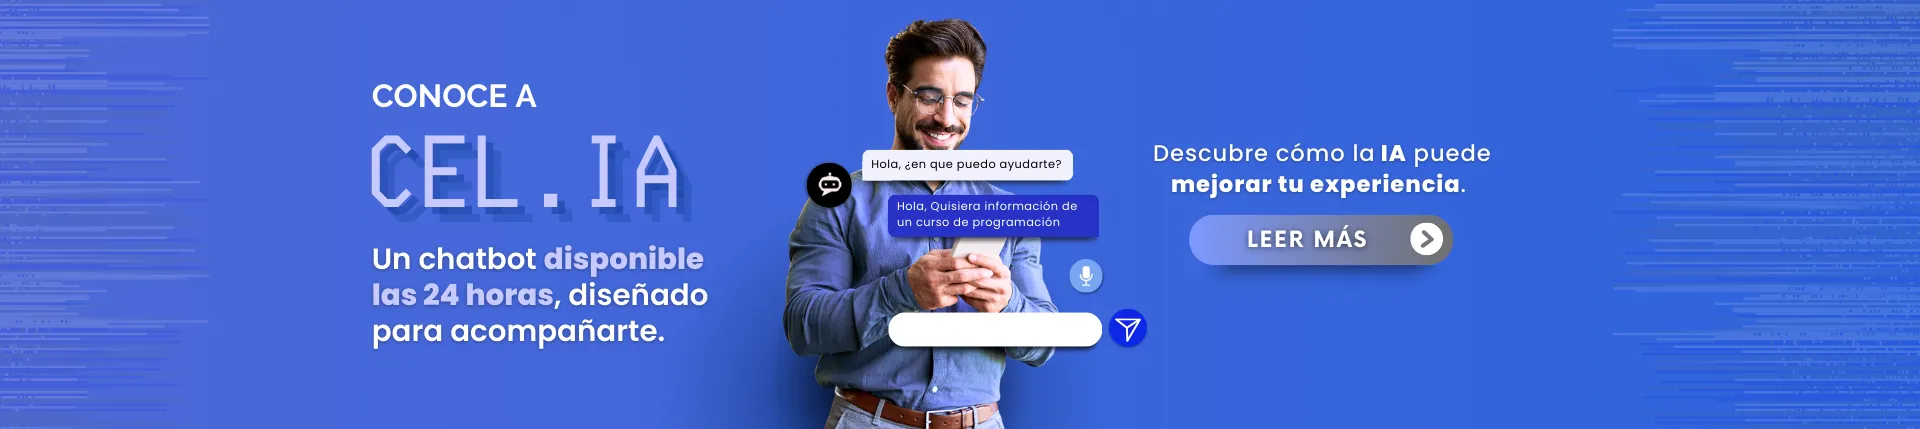 CONOCE A
CEL.IA
Un chatbot disponible
las 24 horas, diseñado
para acompañarte.
Hola, ¿en que puedo ayudarte?
Hola, Quisiera información de
un curso de programación
Descubre cómo la IA puede
mejorar tu experiencia.
LEER MÁS